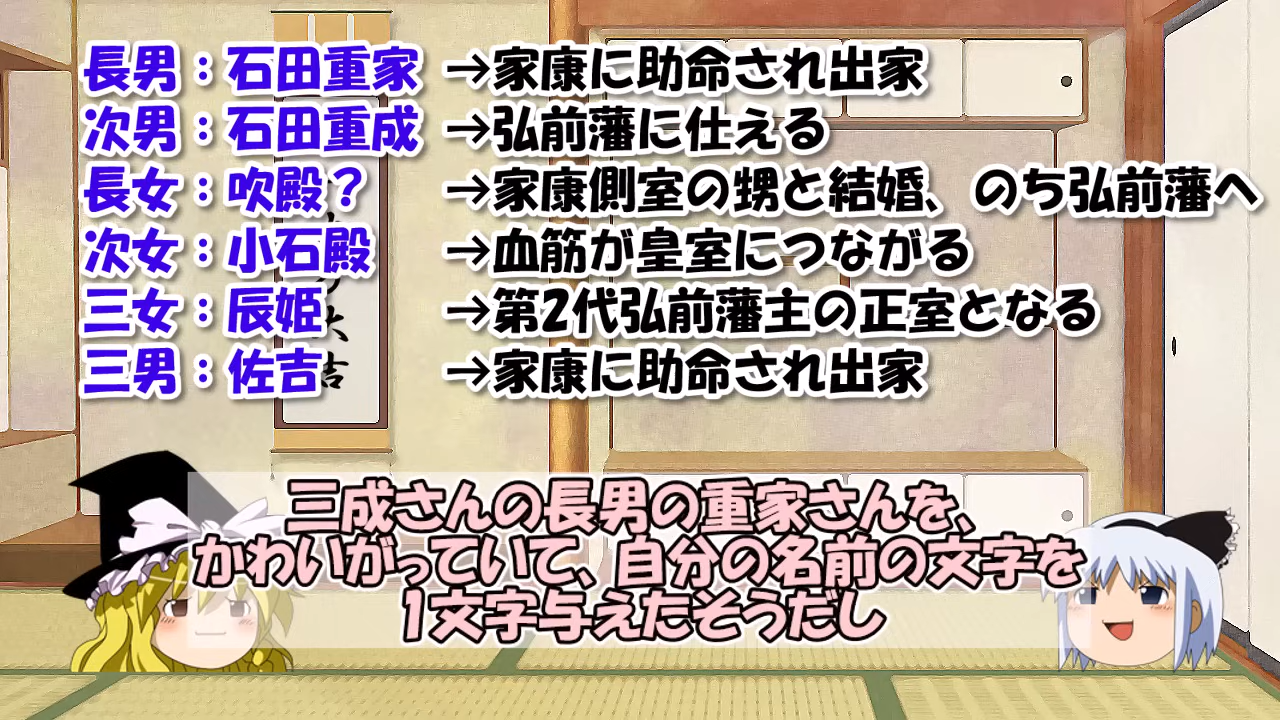 長男：石田重家 →家康に助命され出家
次男：石田重成 →弘前藩に仕える
長女：吹殿？ →家康側室の甥と結婚、のち弘前藩へ
次女：小石殿 →血筋が皇室につながる
三女：辰姫 →第2代弘前藩主の正室となる
三男：佐吉 →家康に助命され出家
三成さんの長男の重家さんを、
かわいがっていて、自分の名前の文字を
1文字与えたそうだし